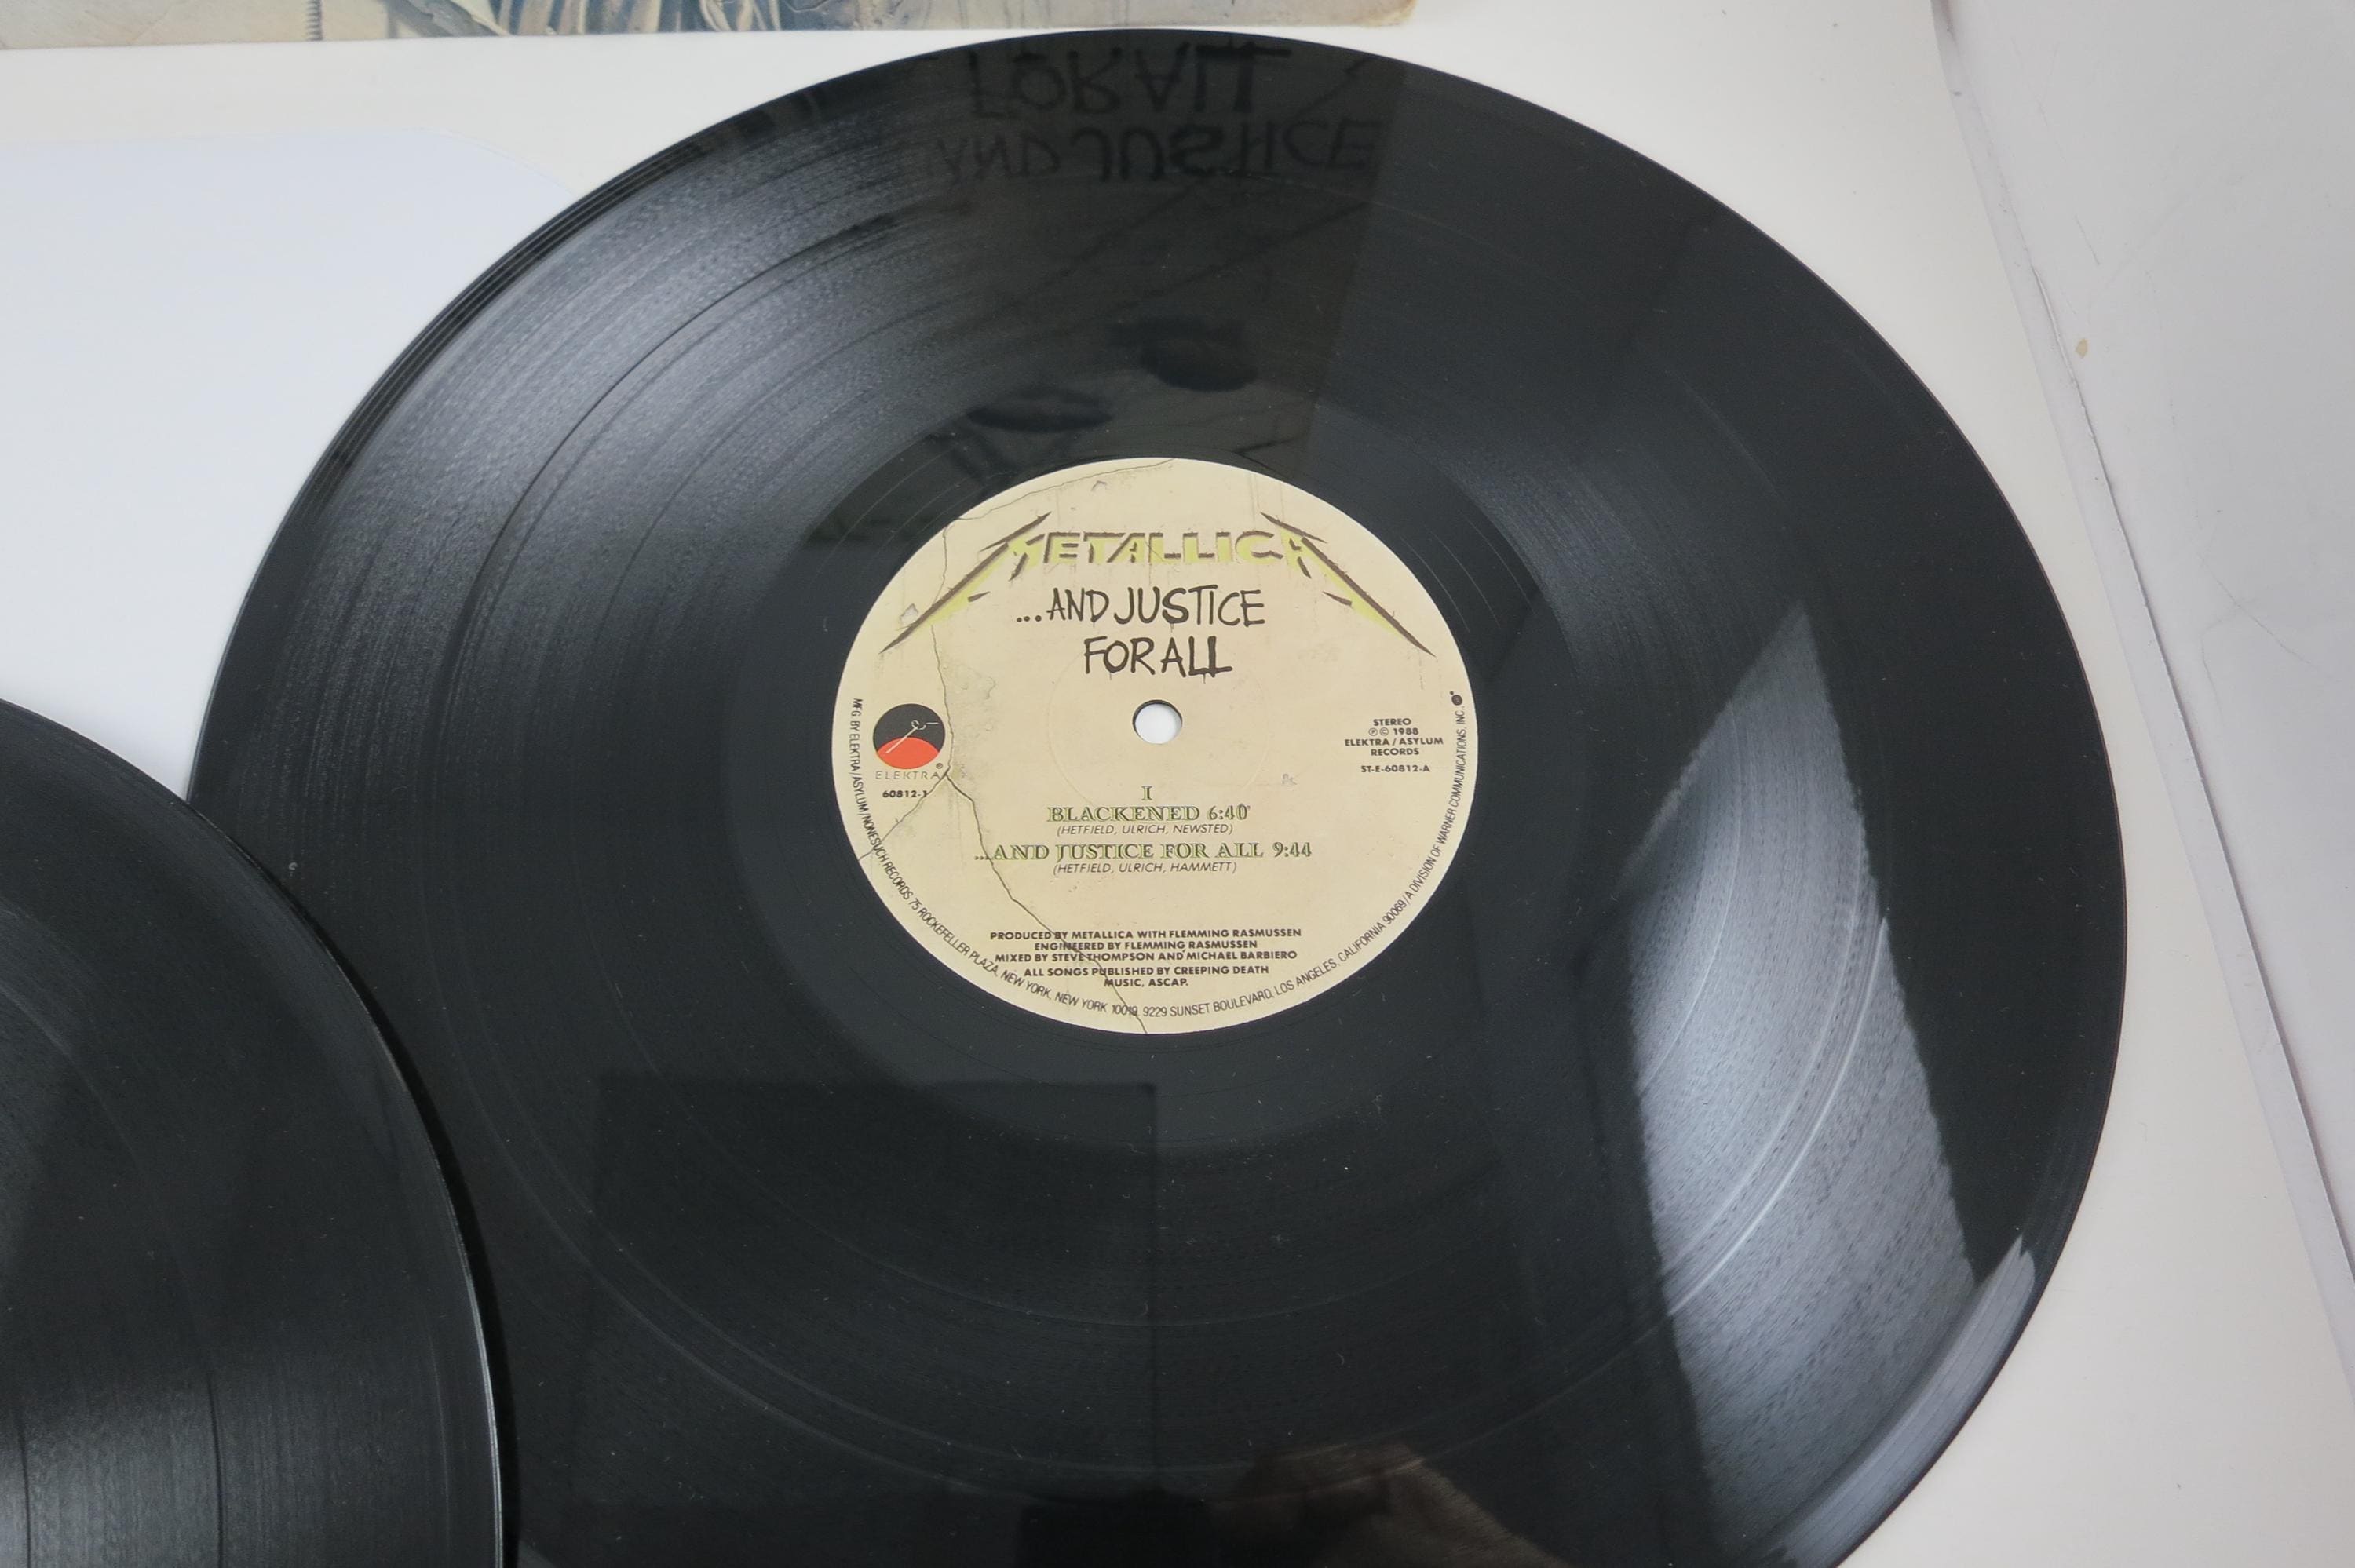 METALLICA
...AND JUSTICE
FOR ALL
ELEKTRA®
60812-1
STEREO
℗ © 1988
ELEKTRA/ASYLUM
RECORDS
ST-E-60812-A
I
BLACKENED 6:40
(HETFIELD, ULRICH, NEWSTED)
...AND JUSTICE FOR ALL 9:44
(HETFIELD, ULRICH, HAMMETT)
PRODUCED BY METALLICA WITH FLEMMING RASMUSSEN
ENGINEERED BY FLEMMING RASMUSSEN
MIXED BY STEVE THOMPSON AND MICHAEL BARBIERO
ALL SONGS PUBLISHED BY CREEPING DEATH
MUSIC, ASCAP.
MFG. BY ELEKTRA/ASYLUM/NONESUCH RECORDS, 75 ROCKEFELLER PLAZA, NEW YORK, NEW YORK 10019, 9229 SUNSET BOULEVARD, LOS ANGELES, CALIFORNIA 90069/A DIVISION OF WARNER COMMUNICATIONS, INC.
AND JUSTICE
FOR ALL